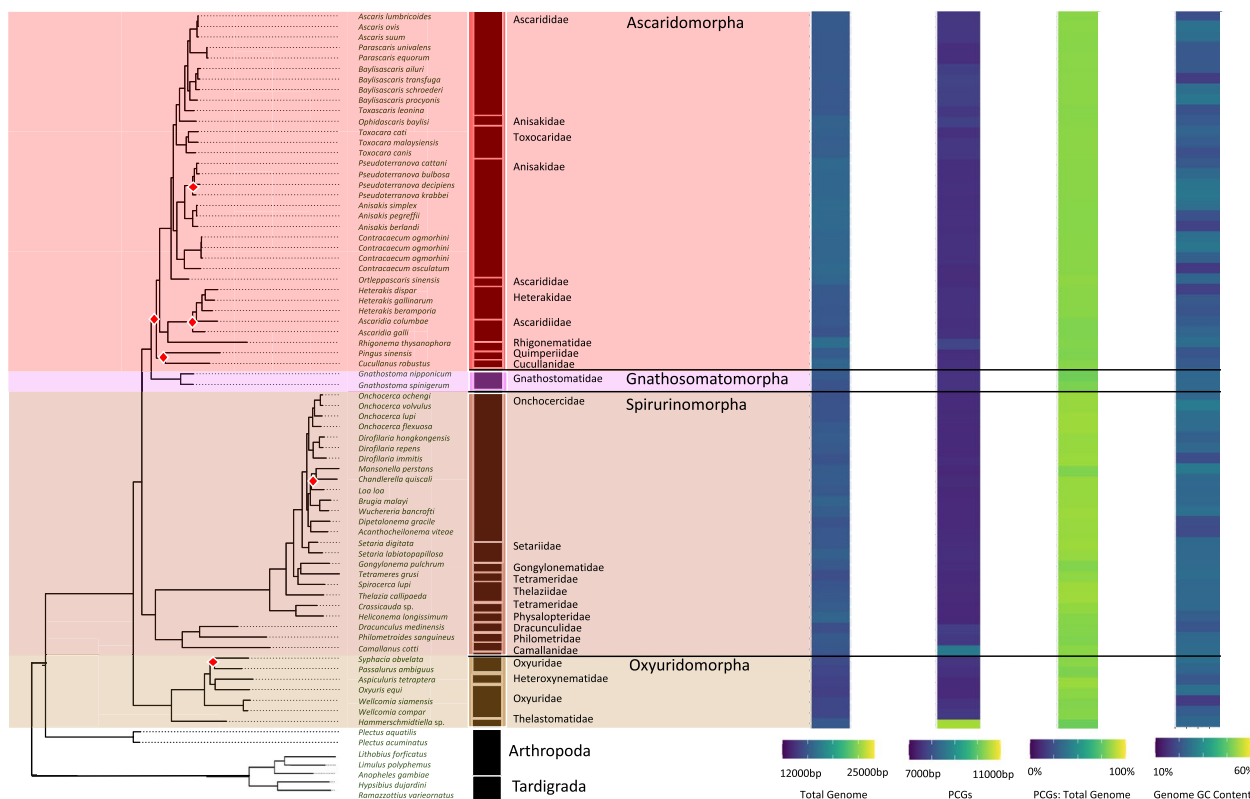 Ascaris lumbricoides
Ascaris ovis
Ascaris suum
Parascaris univalens
Parascaris equorum
Baylisascaris ailuri
Baylisascaris transfuga
Baylisascaris schroederi
Baylisascaris procyonis
Toxascaris leonina
Ophidascaris baylisi
Toxocara cati
Toxocara malaysiensis
Toxocara canis
Pseudoterranova cattani
Pseudoterranova bulbosa
Pseudoterranova decipiens
Pseudoterranova krabbei
Anisakis simplex
Anisakis pegreffii
Anisakis berlandi
Contracaecum ogmorhini
Contracaecum ogmorhini
Contracaecum ogmorhini
Contracaecum osculatum
Ortleppascaris sinensis
Heterakis dispar
Heterakis gallinarum
Heterakis beramporia
Ascaridia columbae
Ascaridia galli
Rhigonema thysanophora
Pingus sinensis
Cucullanus robustus
Gnathostoma nipponicum
Gnathostoma spinigerum
Onchocerca ochengi
Onchocerca volvulus
Onchocerca lupi
Onchocerca flexuosa
Dirofilaria hongkongensis
Dirofilaria repens
Dirofilaria immitis
Mansonella perstans
Chandlerella quiscali
Loa loa
Brugia malayi
Wuchereria bancrofti
Dipetalonema gracile
Acanthocheilonema viteae
Setaria digitata
Setaria labiatopapillosa
Gongylonema pulchrum
Tetrameres grusi
Spirocerca lupi
Thelazia callipaeda
Crassicauda sp.
Heliconema longissimum
Dracunculus medinensis
Philometroides sanguineus
Camallanus cotti
Syphacia obvelata
Passalurus ambiguus
Aspiculuris tetraptera
Oxyuris equi
Wellcomia siamensis
Wellcomia compar
Hammerschmidtiella sp.
Plectus aquatilis
Plectus acuminatus
Lithobius forficatus
Limulus polyphemus
Anopheles gambiae
Hypsibius dujardini
Ramazzottius varieornatus
Ascarididae
Anisakidae
Toxocaridae
Anisakidae
Ascarididae
Heterakidae
Ascaridiidae
Rhigonematidae
Quimperiidae
Cucullanidae
Gnathostomatidae
Onchocercidae
Setariidae
Gongylonematidae
Tetrameridae
Thelaziidae
Tetrameridae
Physalopteridae
Dracunculidae
Philometridae
Camallanidae
Oxyuridae
Heteroxynematidae
Oxyuridae
Thelastomatidae
Arthropoda
Tardigrada
Ascaridomorpha
Gnathosomatomorpha
Spirurinomorpha
Oxyuridomorpha
12000bp 25000bp
Total Genome
7000bp 11000bp
PCGs
0% 100%
PCGs: Total Genome
10% 60%
Genome GC Content